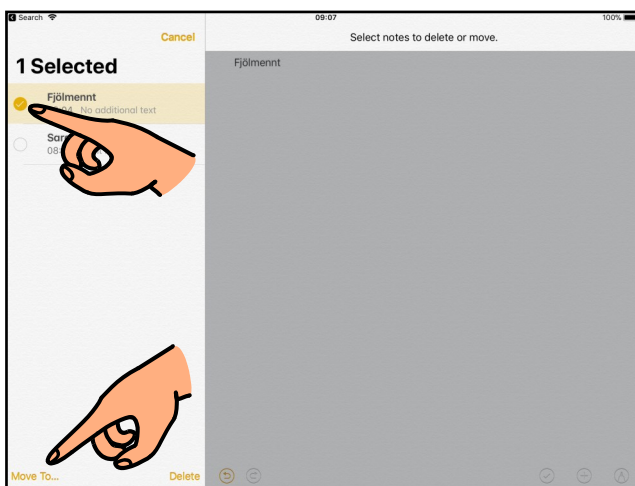 Search 09:07 100%
Cancel
Select notes to delete or move.
1 Selected
Fjölmennt
Fjölmennt
No additional text
Move To... Delete